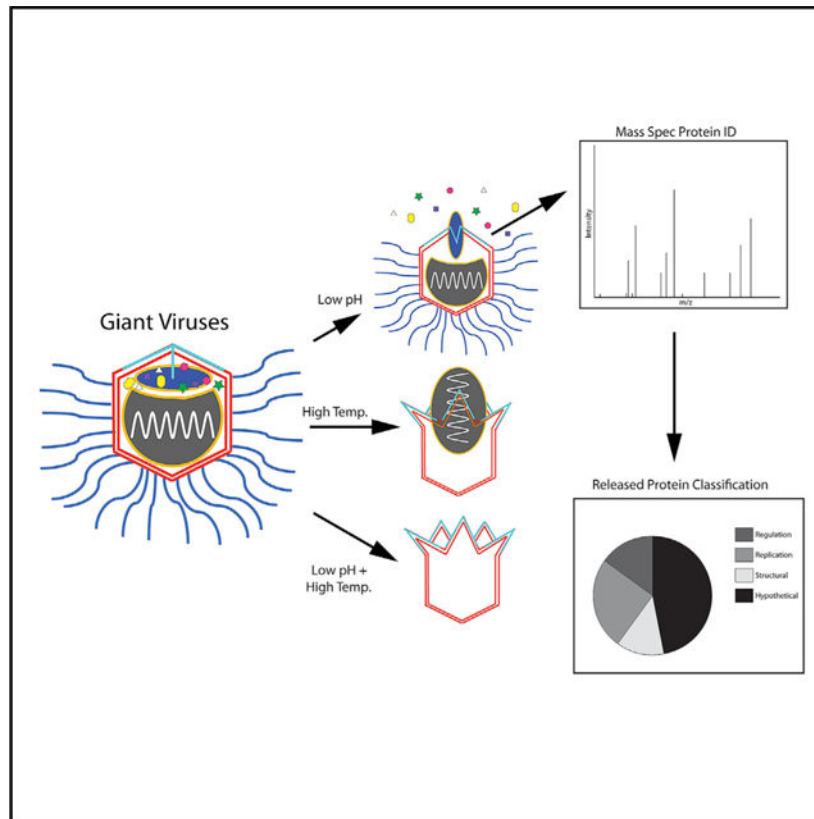 Giant Viruses
Low pH
High Temp.
Low pH +
High Temp.
Mass Spec Protein ID
Intensity
m/z
Released Protein Classification
Regulation
Replication
Structural
Hypothetical